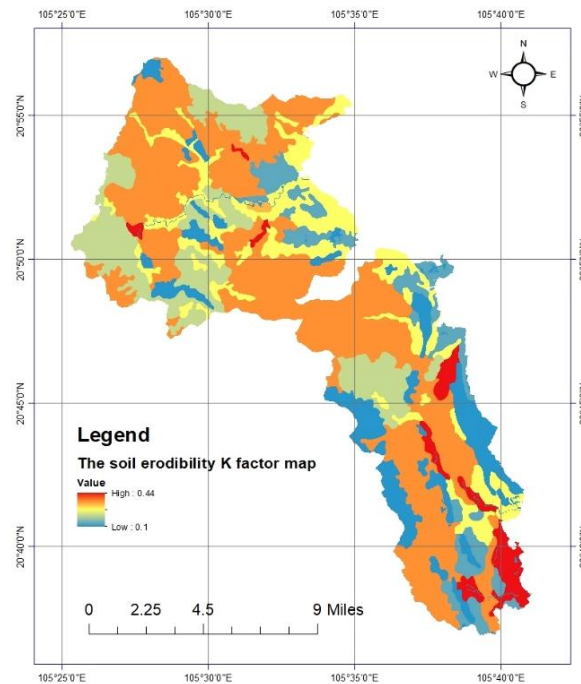 105°25'0"E 105°30'0"E 105°35'0"E 105°40'0"E
N
W E
S
20°55'0"N
20°50'0"N
20°45'0"N
20°40'0"N
Legend
The soil erodibility K factor map
Value
High : 0.44
Low : 0.1
0 2.25 4.5 9 Miles
105°25'0"E 105°30'0"E 105°35'0"E 105°40'0"E